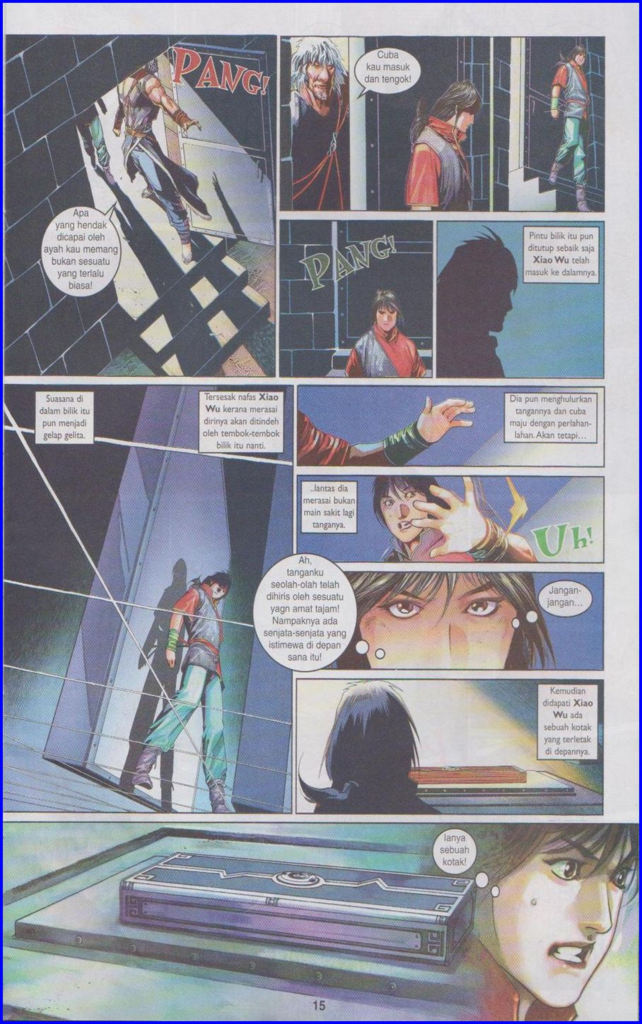 PANG!
Apa
yang hendak
dicapai oleh
ayah kau memang
bukan sesuatu
yang terlalu
biasa!
Cuba
kau masuk
dan tengok!
PANG!
Pintu bilik itu pun
ditutup sebaik saja
Xiao Wu telah
masuk ke dalamnya.
Suasana di
dalam bilik itu
pun menjadi
gelap gelita.
Tersesak nafas Xiao
Wu kerana merasai
dirinya akan ditindeh
oleh tembok-tembok
bilik itu nanti.
Dia pun menghulurkan
tangannya dan cuba
maju dengan perlahan-
lahan. Akan tetapi...
..lantas dia
merasai bukan
main sakit lagi
tanganya.
Uh!
Ah,
tanganku
seolah-olah telah
dihiris oleh sesuatu
yagn amat tajam!
Nampaknya ada
senjata-senjata yang
istimewa di depan
sana itu!
Jangan-
jangan...
Kemudian
didapati Xiao
Wu ada
sebuah kotak
yang terletak
di depannya.
Ianya
sebuah
kotak!
15